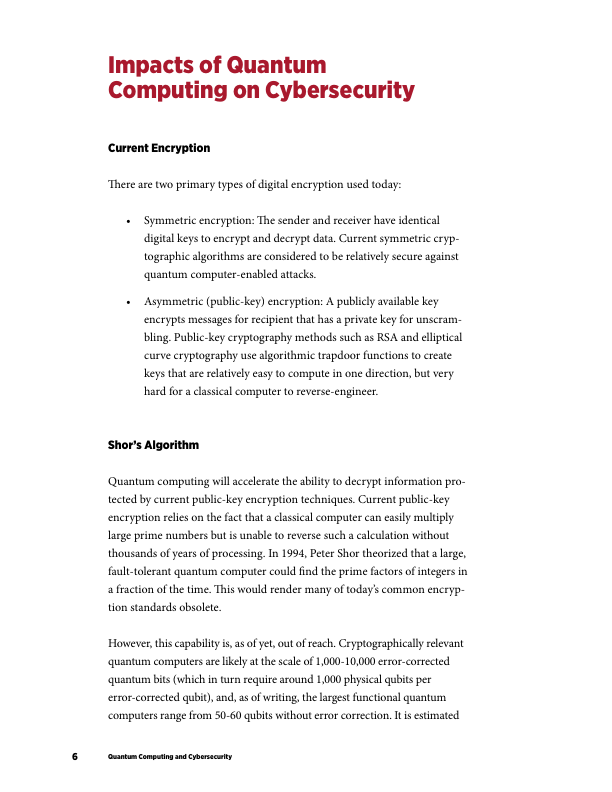 Impacts of Quantum
Computing on Cybersecurity
Current Encryption
There are two primary types of digital encryption used today:
• Symmetric encryption: The sender and receiver have identical
digital keys to encrypt and decrypt data. Current symmetric cryp-
tographic algorithms are considered to be relatively secure against
quantum computer-enabled attacks.
• Asymmetric (public-key) encryption: A publicly available key
encrypts messages for recipient that has a private key for unscram-
bling. Public-key cryptography methods such as RSA and elliptical
curve cryptography use algorithmic trapdoor functions to create
keys that are relatively easy to compute in one direction, but very
hard for a classical computer to reverse-engineer.
Shor’s Algorithm
Quantum computing will accelerate the ability to decrypt information pro-
tected by current public-key encryption techniques. Current public-key
encryption relies on the fact that a classical computer can easily multiply
large prime numbers but is unable to reverse such a calculation without
thousands of years of processing. In 1994, Peter Shor theorized that a large,
fault-tolerant quantum computer could find the prime factors of integers in
a fraction of the time. This would render many of today’s common encryp-
tion standards obsolete.
However, this capability is, as of yet, out of reach. Cryptographically relevant
quantum computers are likely at the scale of 1,000-10,000 error-corrected
quantum bits (which in turn require around 1,000 physical qubits per
error-corrected qubit), and, as of writing, the largest functional quantum
computers range from 50-60 qubits without error correction. It is estimated
6 Quantum Computing and Cybersecurity